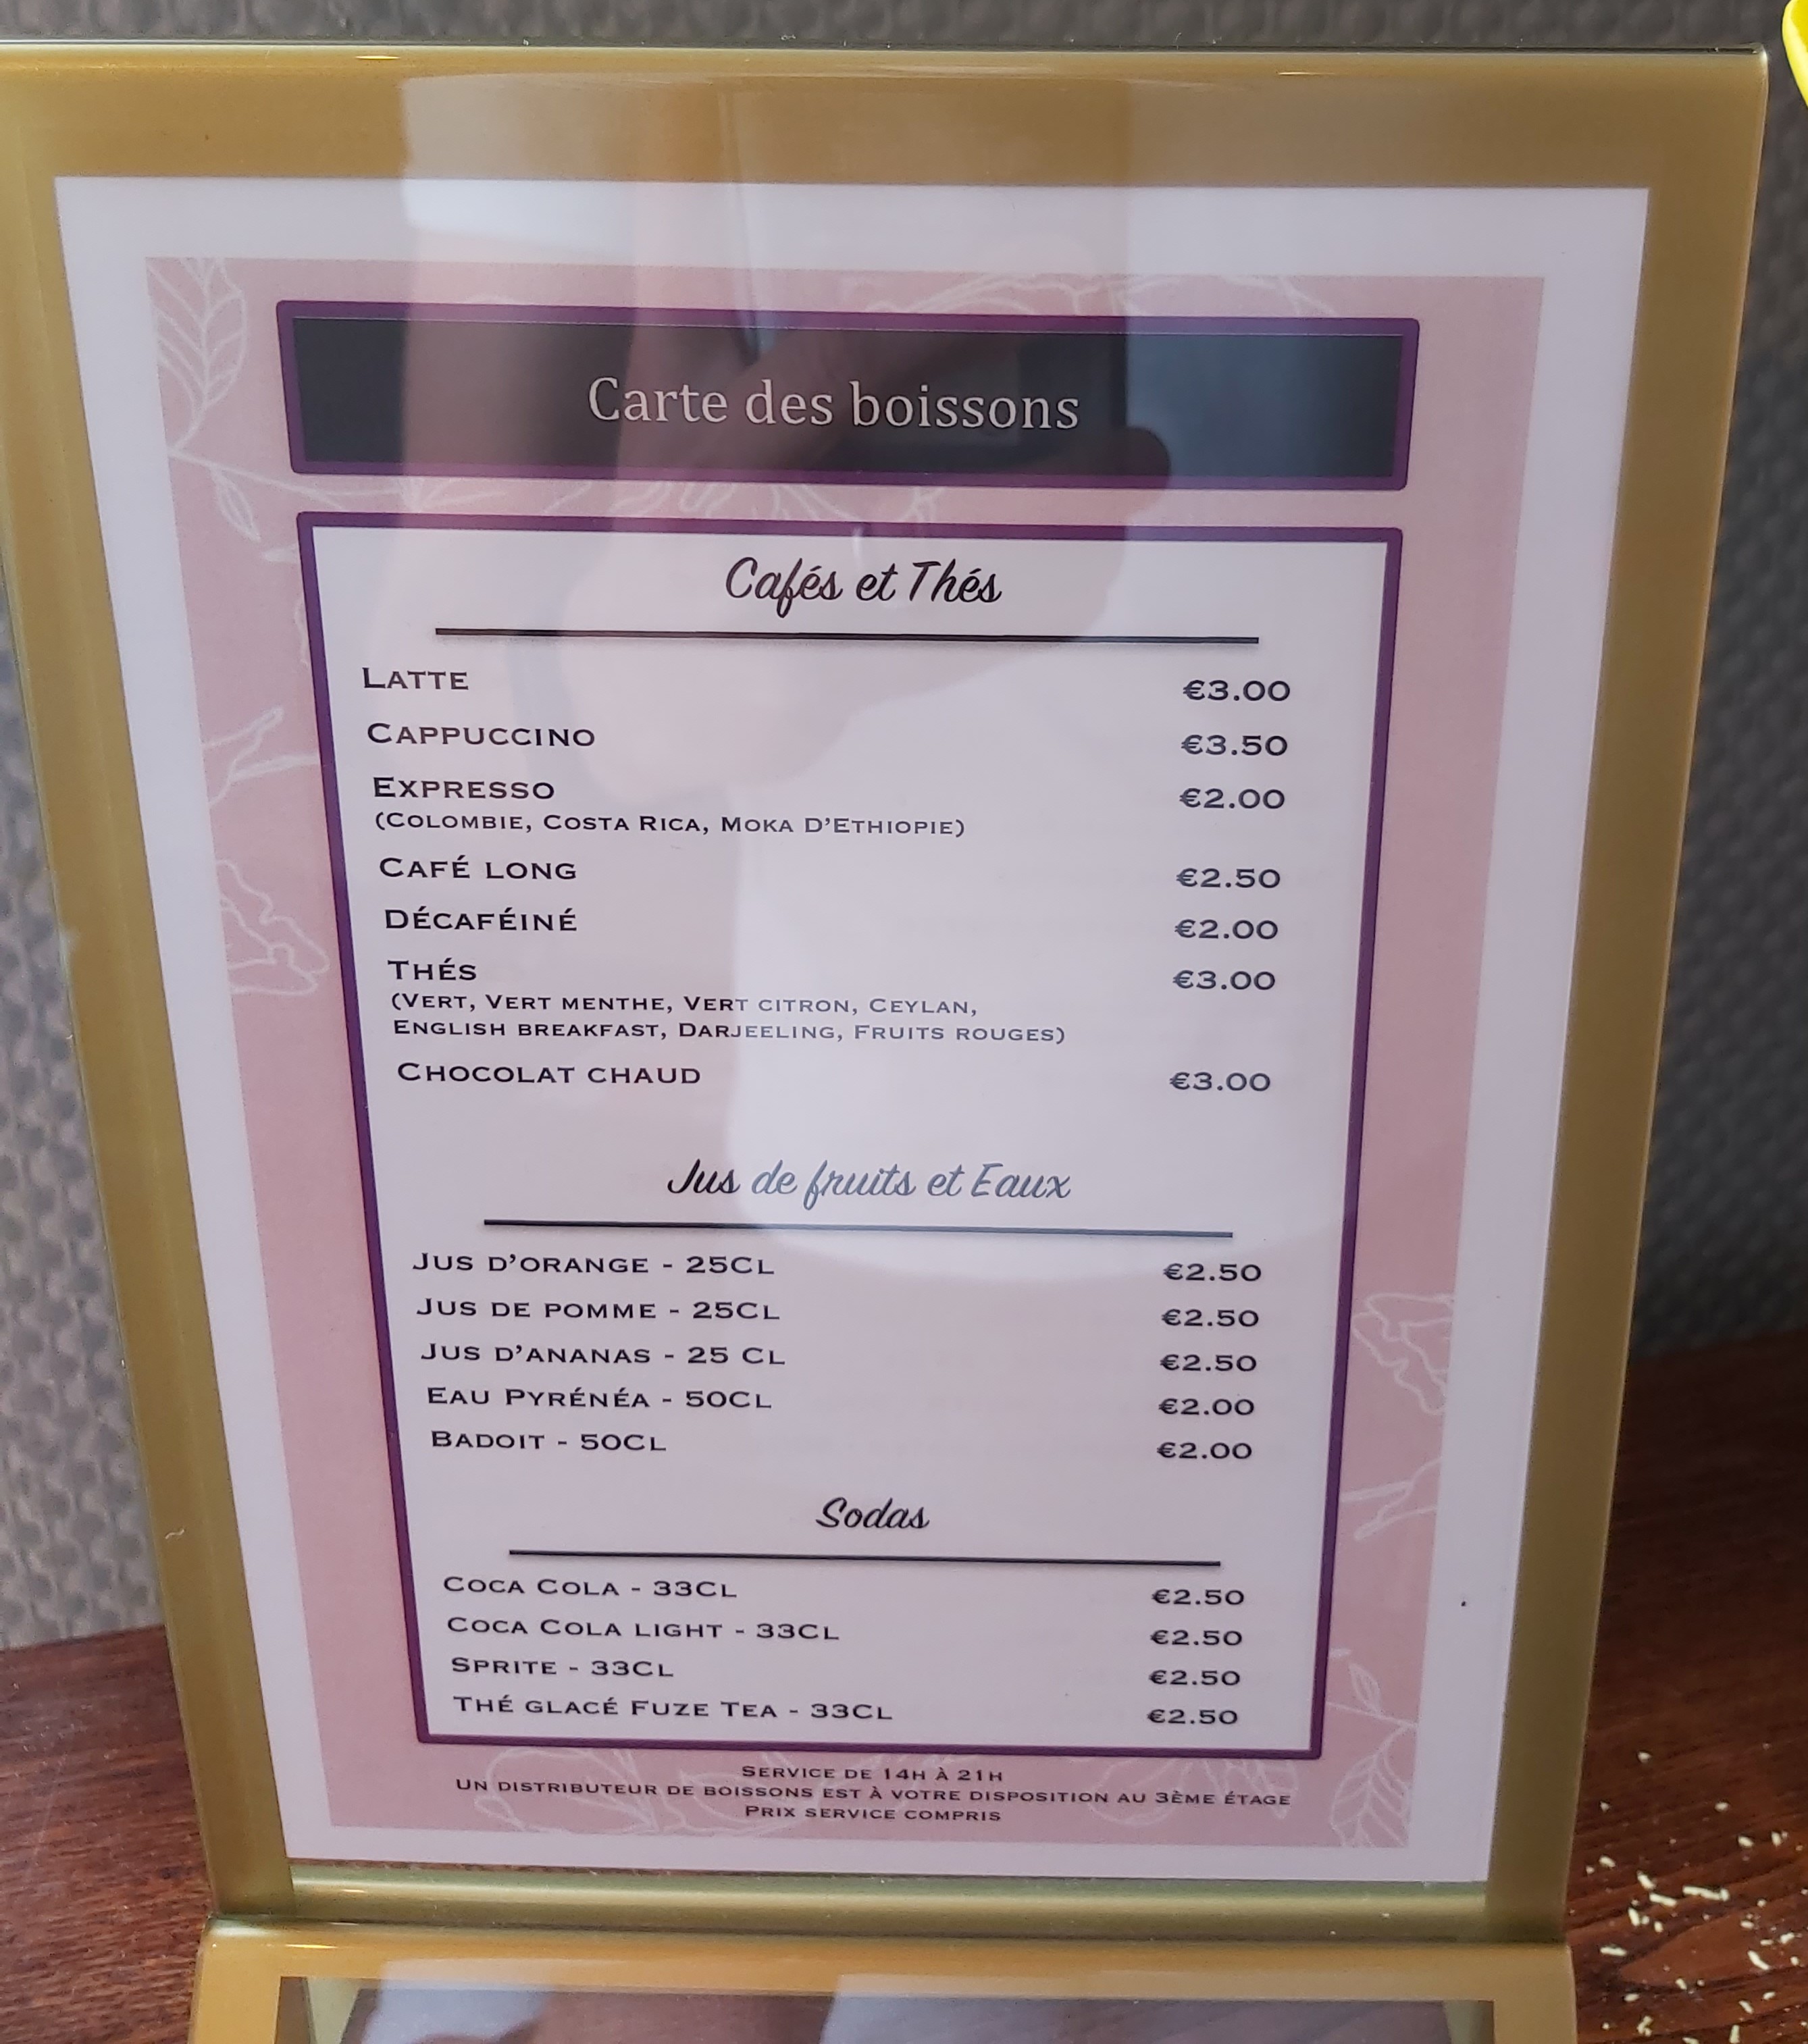 Carte des boissons
Cafés et Thés
LATTE €3.00
CAPPUCCINO €3.50
EXPRESSO €2.00
(COLOMBIE, COSTA RICA, MOKA D'ETHIOPIE)
CAFÉ LONG €2.50
DÉCAFÉINÉ €2.00
THÉS €3.00
(VERT, VERT MENTHE, VERT CITRON, CEYLAN,
ENGLISH BREAKFAST, DARJEELING, FRUITS ROUGES)
CHOCOLAT CHAUD €3.00
Jus de fruits et Eaux
JUS D'ORANGE - 25CL €2.50
JUS DE POMME - 25CL €2.50
JUS D'ANANAS - 25 CL €2.50
EAU PYRÉNÉA - 50CL €2.00
BADOIT - 50CL €2.00
Sodas
COCA COLA - 33CL €2.50
COCA COLA LIGHT - 33CL €2.50
SPRITE - 33CL €2.50
THÉ GLACÉ FUZE TEA - 33CL €2.50
SERVICE DE 14H À 21H
UN DISTRIBUTEUR DE BOISSONS EST À VOTRE DISPOSITION AU 3ÈME ÉTAGE
PRIX SERVICE COMPRIS